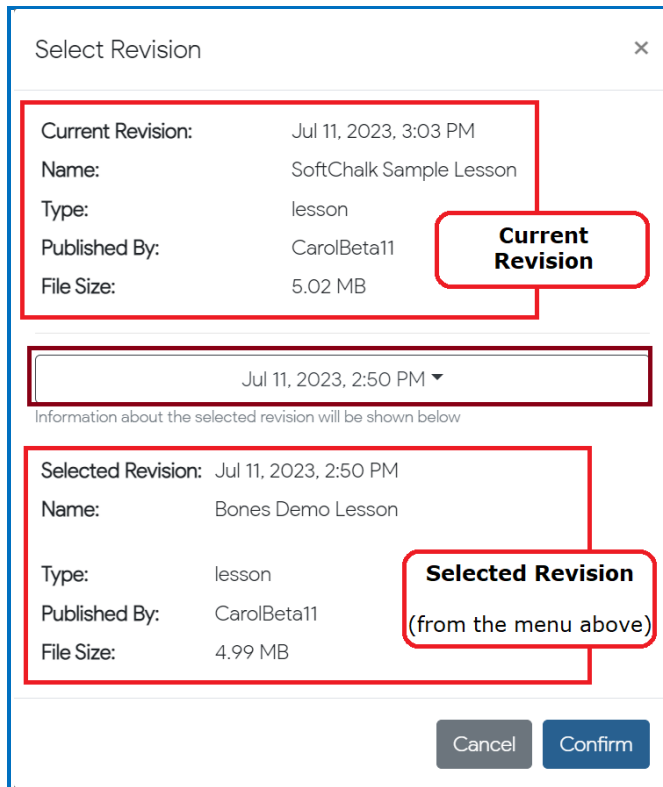 Select Revision ×
Current Revision: Jul 11, 2023, 3:03 PM
Name: SoftChalk Sample Lesson
Type: lesson
Published By: CarolBeta11
File Size: 5.02 MB
Current
Revision
Jul 11, 2023, 2:50 PM
Information about the selected revision will be shown below
Selected Revision: Jul 11, 2023, 2:50 PM
Name: Bones Demo Lesson
Type: lesson
Published By: CarolBeta11
File Size: 4.99 MB
Selected Revision
(from the menu above)
Cancel Confirm